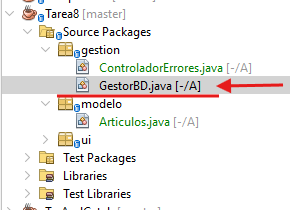 Tarea8 [master]
Source Packages
gestion
ControladorErrores.java [-/A]
GestorBD.java [-/A]
modelo
Articulos.java [-/A]
ui
Test Packages
Libraries
Test Libraries